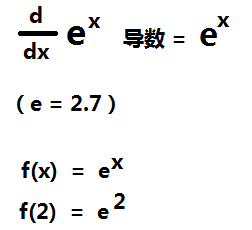 d/dx e^x 导数 = e^x
( e = 2.7 )
f(x) = e^x
f(2) = e^2